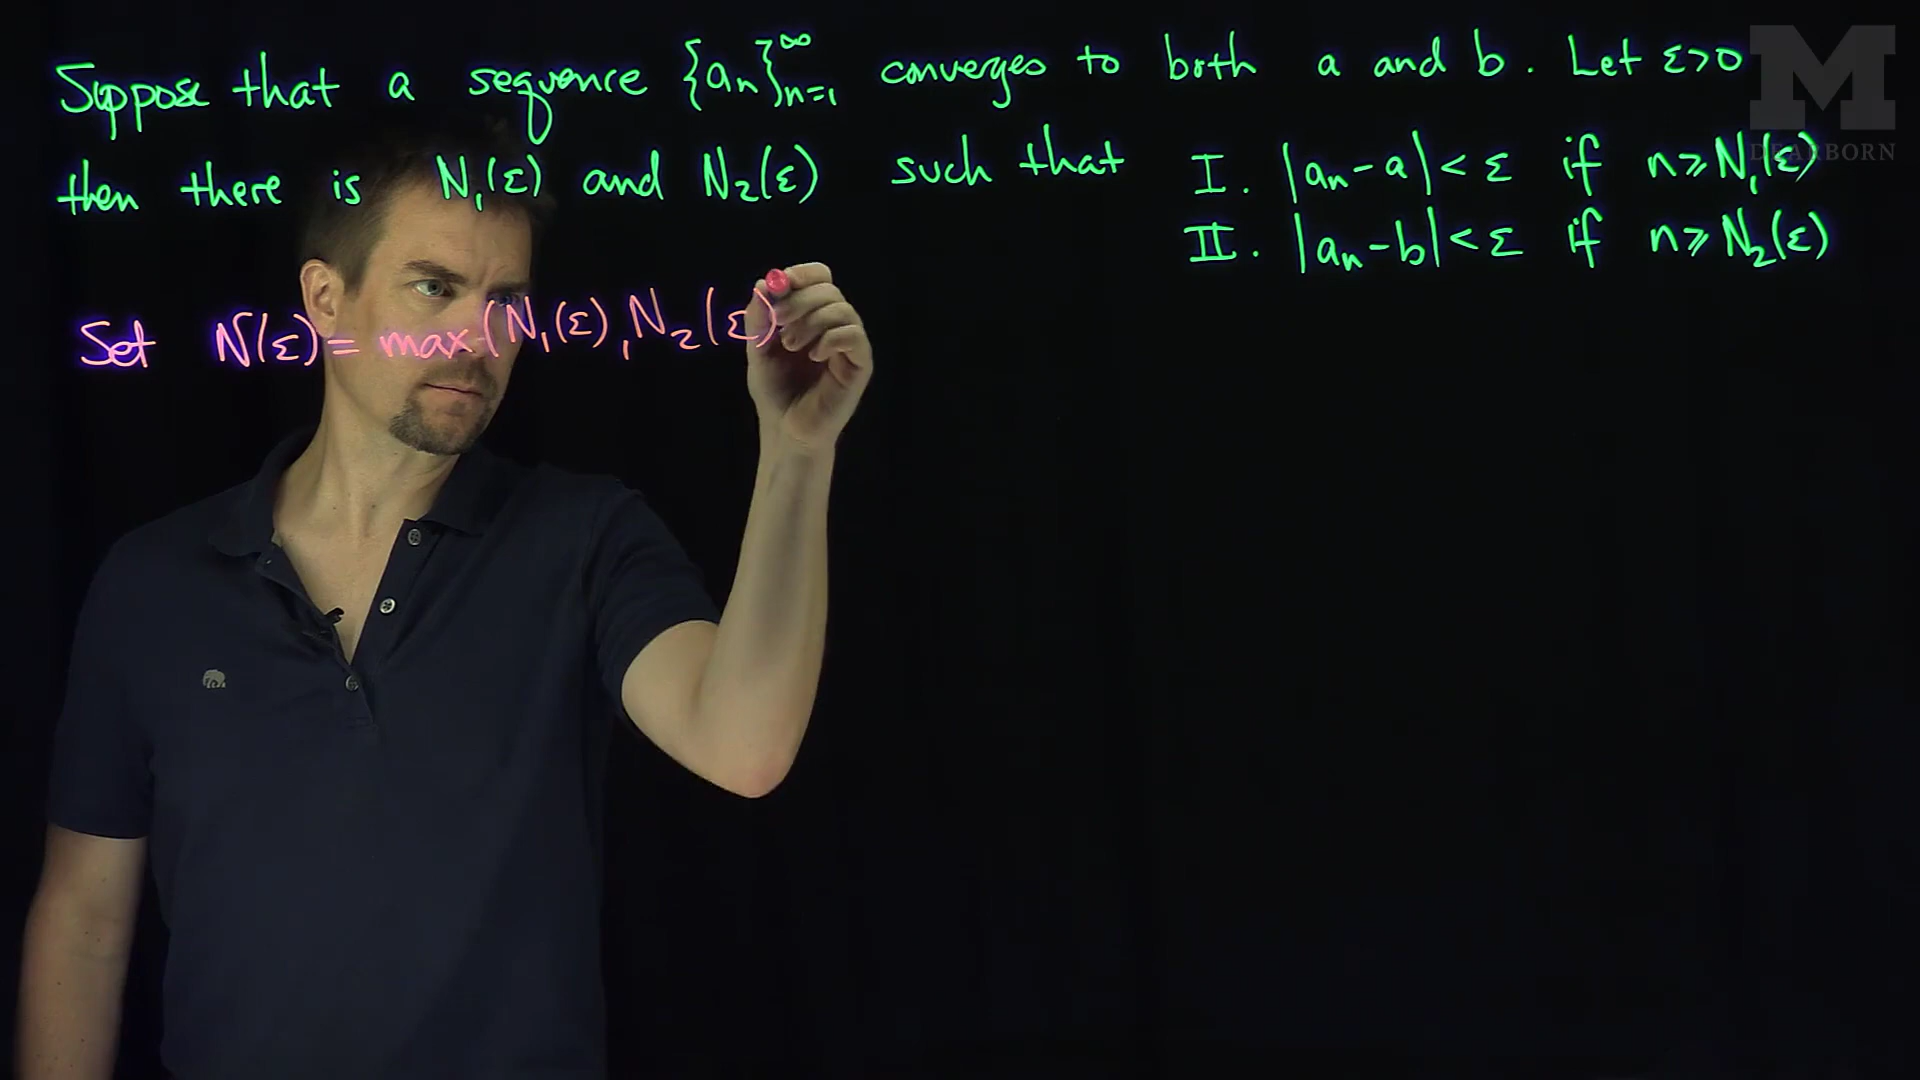 Suppose that a sequence {aₙ}ₙ₌₁^∞ converges to both a and b. Let ε>0
then there is N₁(ε) and N₂(ε) such that I. |aₙ-a|<ε if n≥N₁(ε)
II. |aₙ-b|<ε if n≥N₂(ε)
Set N(ε)=max(N₁(ε),N₂(ε)
M
DEARBORN